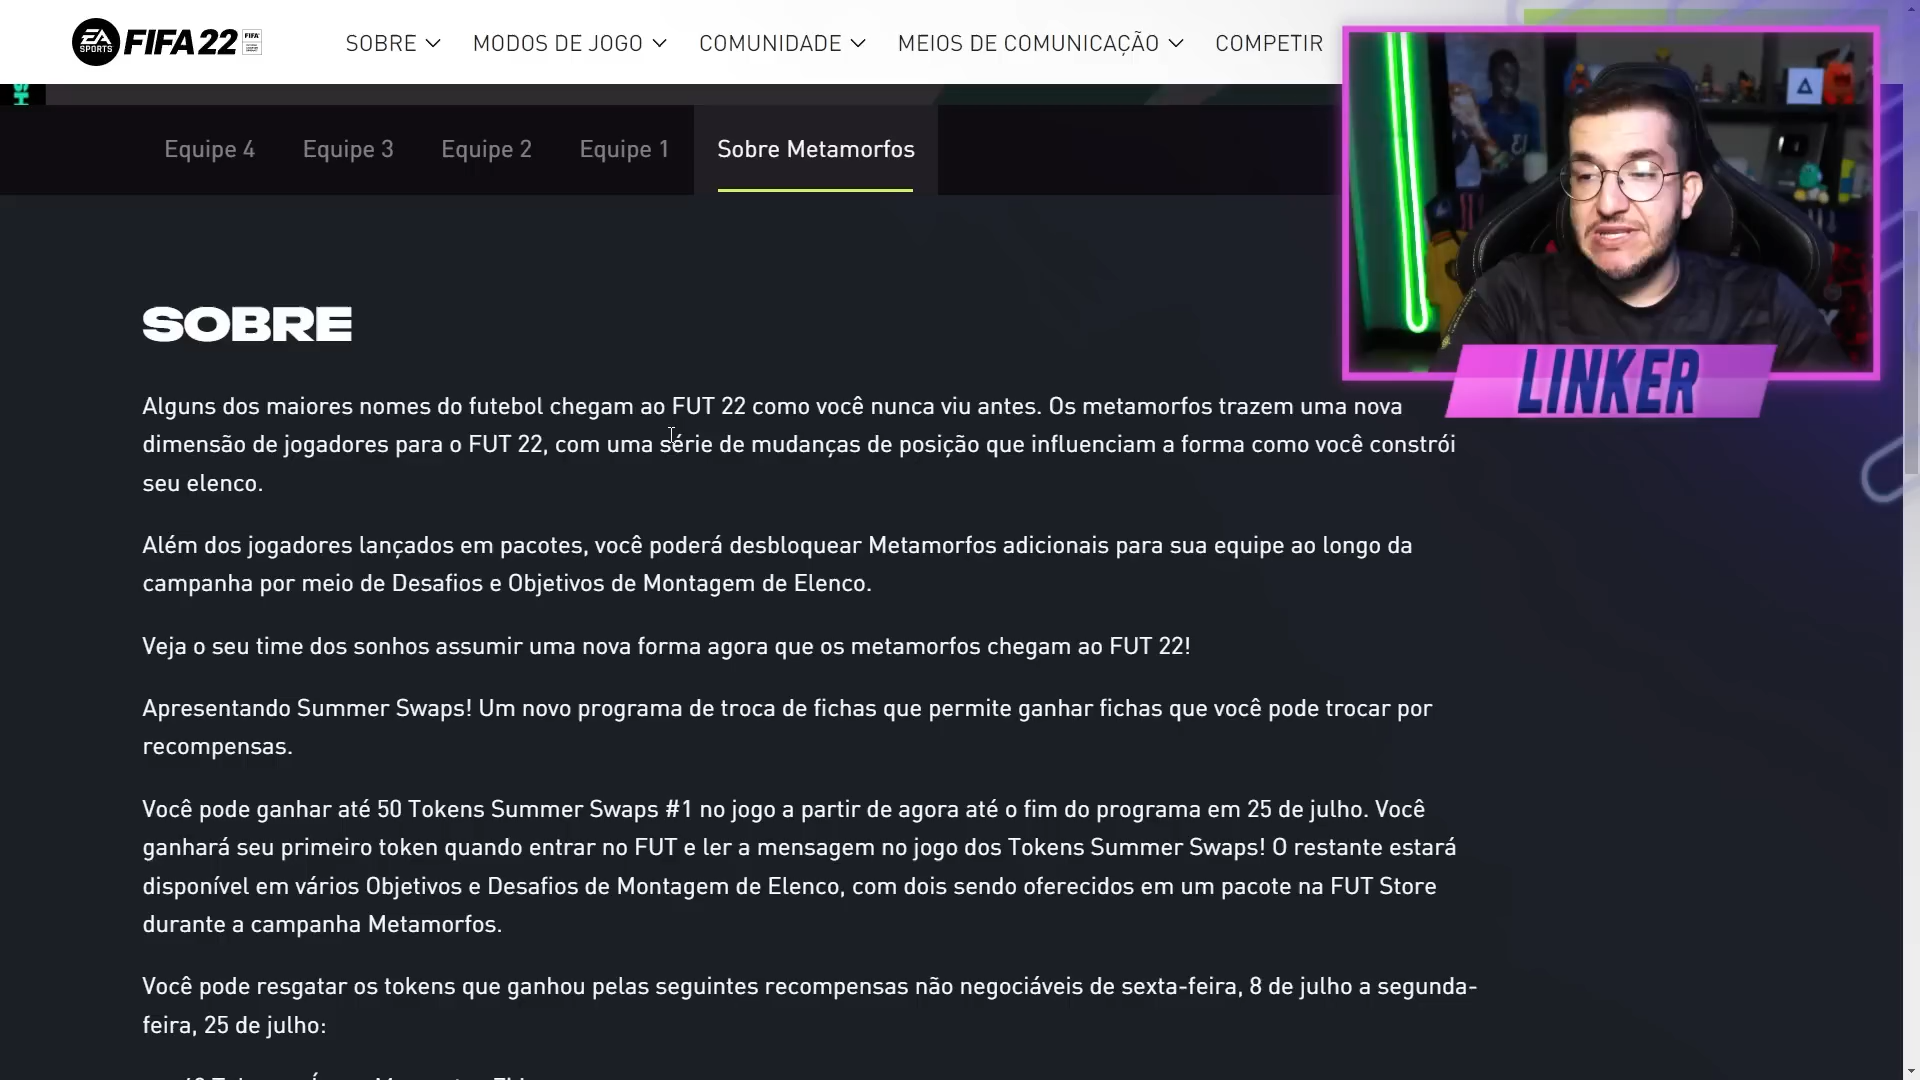 EA SPORTS FIFA 22 FIFA
SOBRE MODOS DE JOGO COMUNIDADE MEIOS DE COMUNICAÇÃO COMPETIR
Equipe 4 Equipe 3 Equipe 2 Equipe 1 Sobre Metamorfos
LINKER
SOBRE
Alguns dos maiores nomes do futebol chegam ao FUT 22 como você nunca viu antes. Os metamorfos trazem uma nova
dimensão de jogadores para o FUT 22, com uma série de mudanças de posição que influenciam a forma como você constrói
seu elenco.
Além dos jogadores lançados em pacotes, você poderá desbloquear Metamorfos adicionais para sua equipe ao longo da
campanha por meio de Desafios e Objetivos de Montagem de Elenco.
Veja o seu time dos sonhos assumir uma nova forma agora que os metamorfos chegam ao FUT 22!
Apresentando Summer Swaps! Um novo programa de troca de fichas que permite ganhar fichas que você pode trocar por
recompensas.
Você pode ganhar até 50 Tokens Summer Swaps #1 no jogo a partir de agora até o fim do programa em 25 de julho. Você
ganhará seu primeiro token quando entrar no FUT e ler a mensagem no jogo dos Tokens Summer Swaps! O restante estará
disponível em vários Objetivos e Desafios de Montagem de Elenco, com dois sendo oferecidos em um pacote na FUT Store
durante a campanha Metamorfos.
Você pode resgatar os tokens que ganhou pelas seguintes recompensas não negociáveis de sexta-feira, 8 de julho a segunda-
feira, 25 de julho: